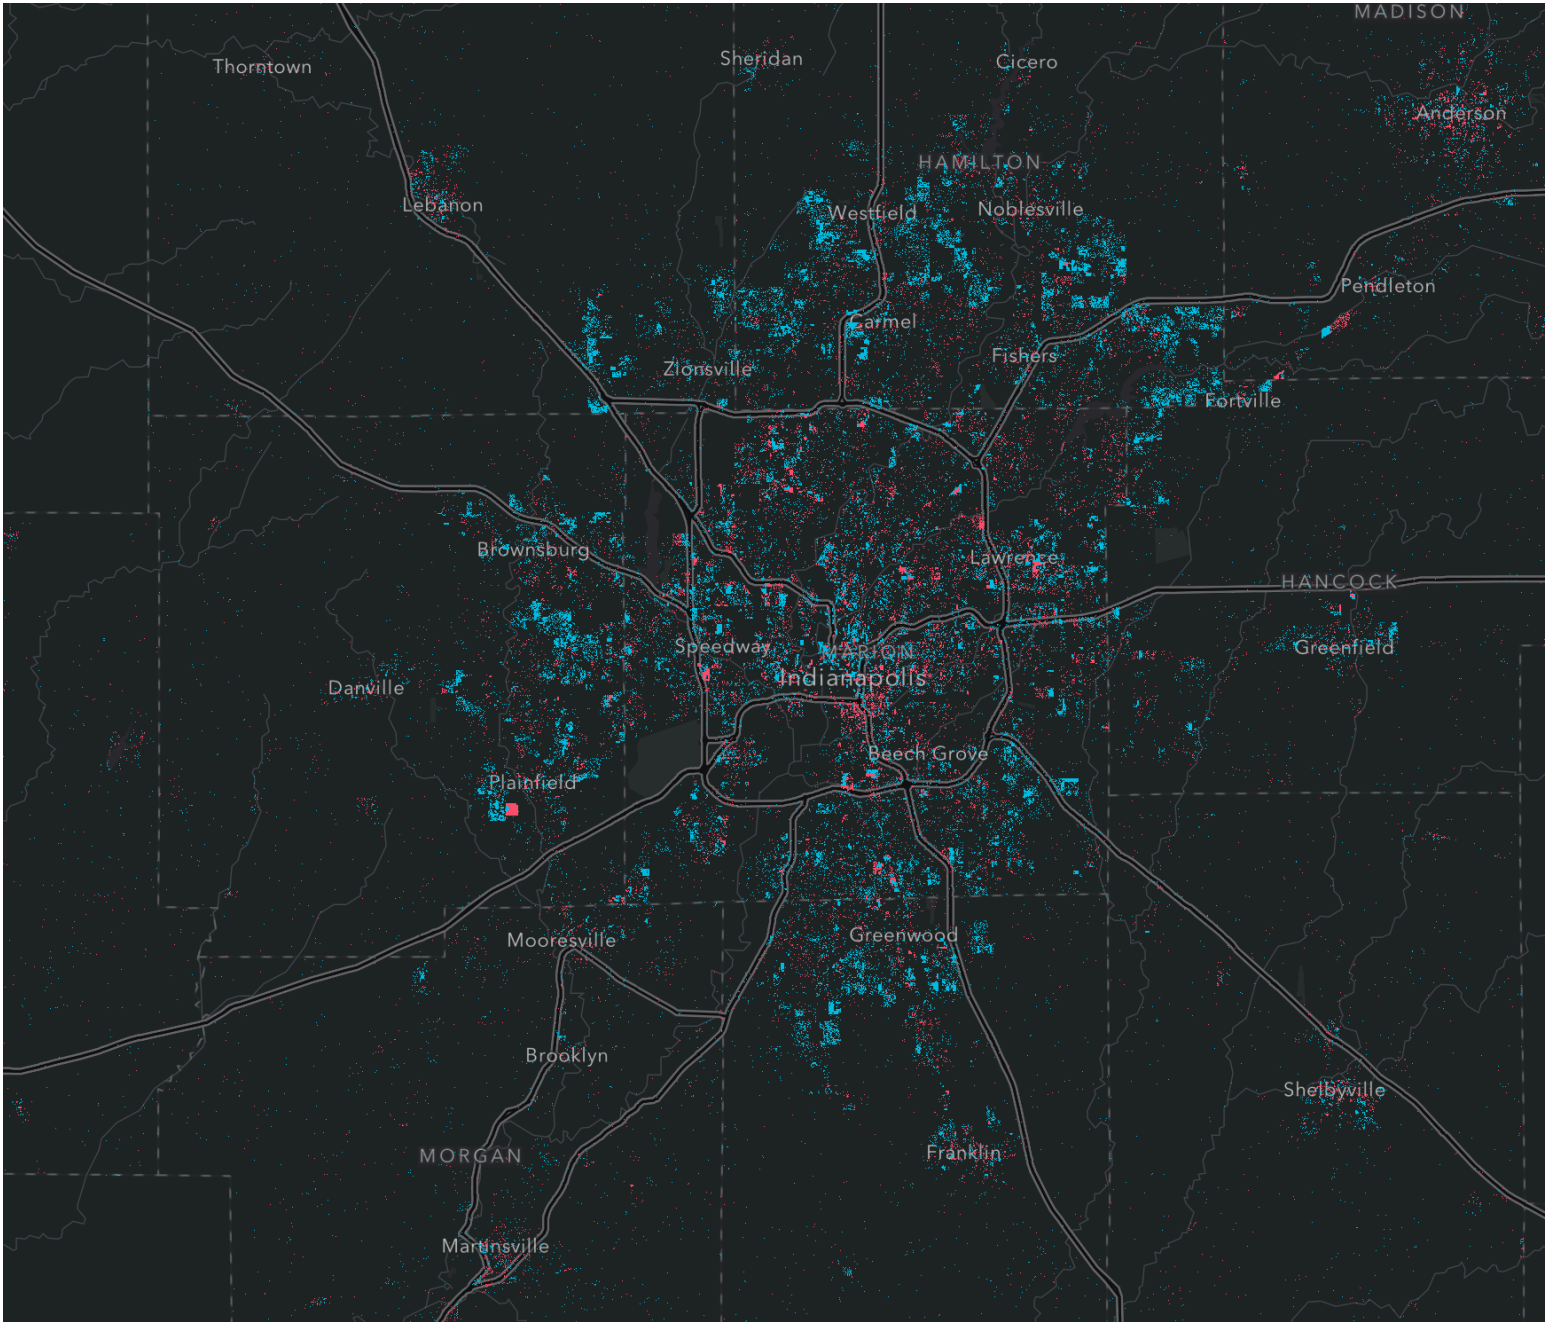 MADISON
Sheridan
Cicero
Thorntown
Anderson
HAMILTON
Lebanon
Westfield
Noblesville
Pendleton
Carmel
Fishers
Zionsville
Fortville
Brownsburg
Lawrence
HANCOCK
Speedway
MARION
Greenfield
Indianapolis
Danville
Beech Grove
Plainfield
Greenwood
Mooresville
Brooklyn
Shelbyville
Franklin
MORGAN
Martinsville